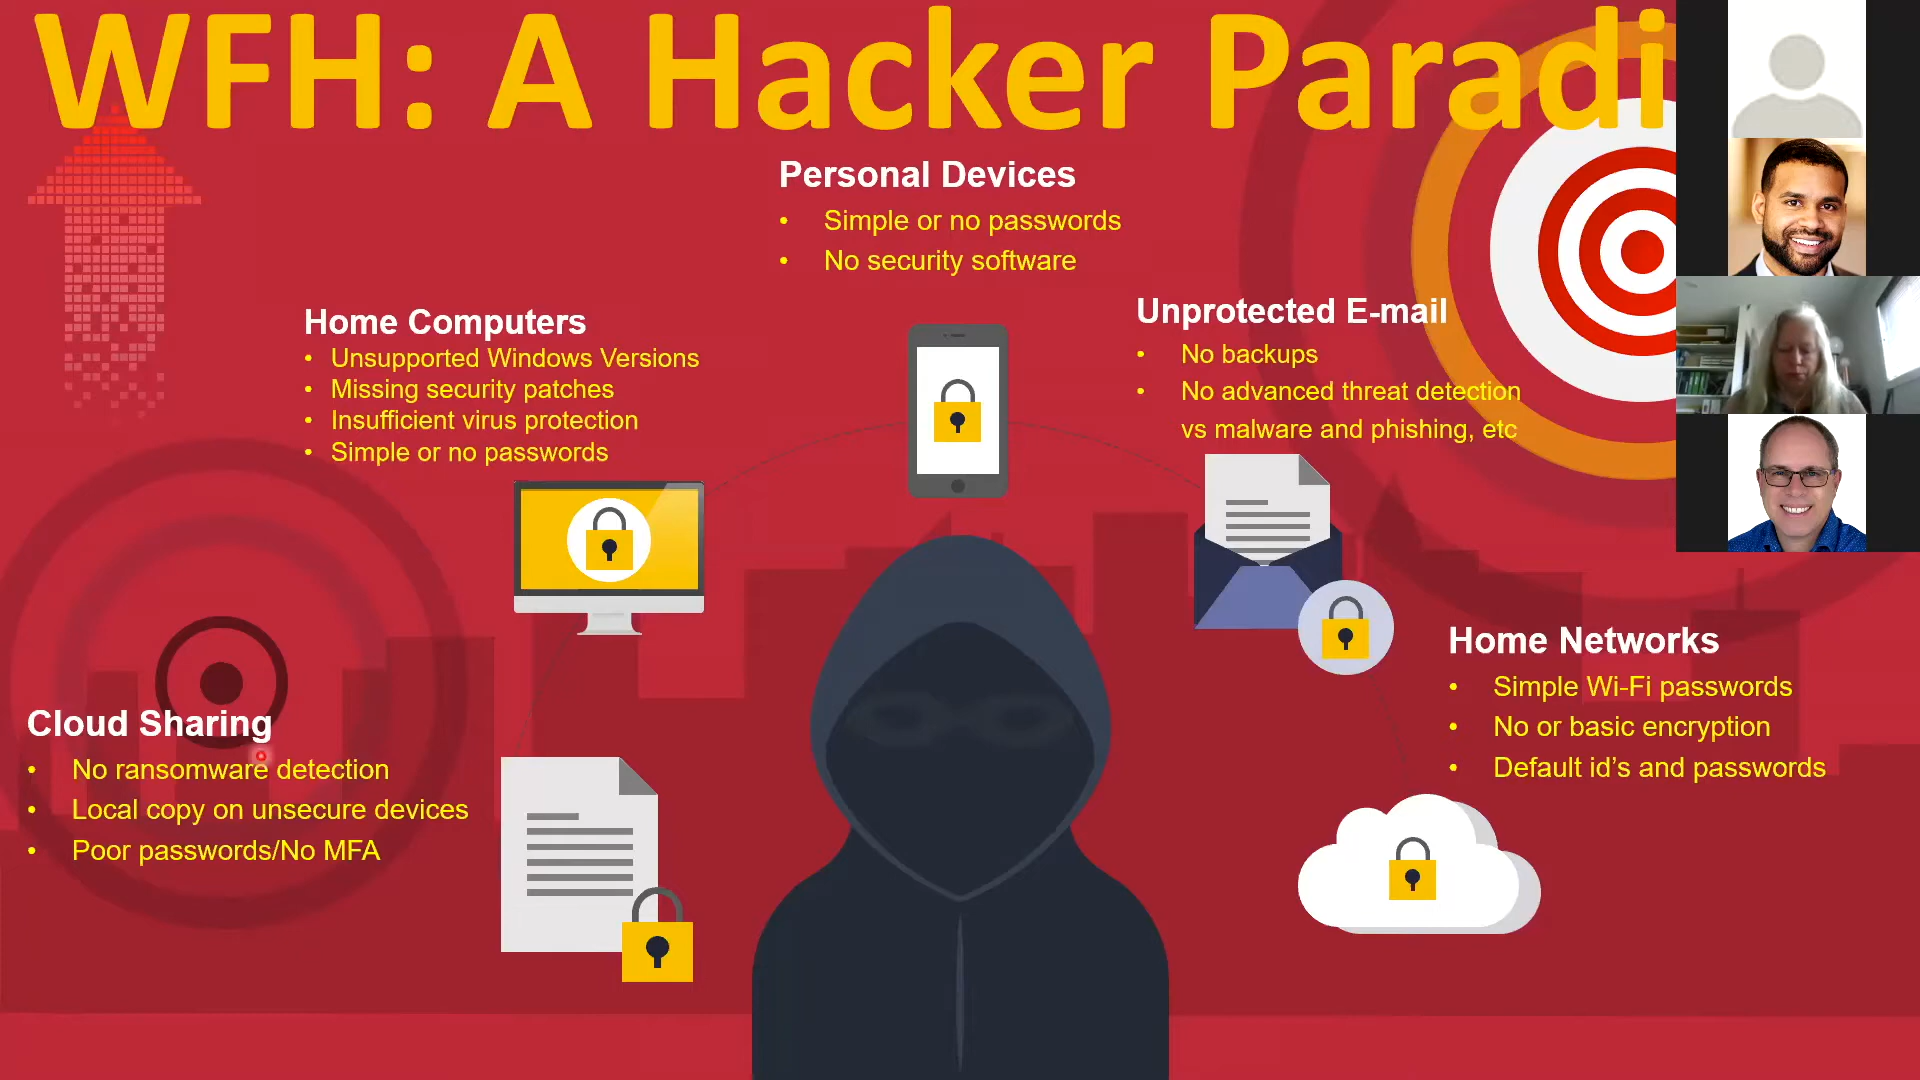 WFH: A Hacker Paradi
Personal Devices
• Simple or no passwords
• No security software
Home Computers
• Unsupported Windows Versions
• Missing security patches
• Insufficient virus protection
• Simple or no passwords
Unprotected E-mail
• No backups
• No advanced threat detection
vs malware and phishing, etc
Home Networks
• Simple Wi-Fi passwords
• No or basic encryption
• Default id’s and passwords
Cloud Sharing
• No ransomware detection
• Local copy on unsecure devices
• Poor passwords/No MFA